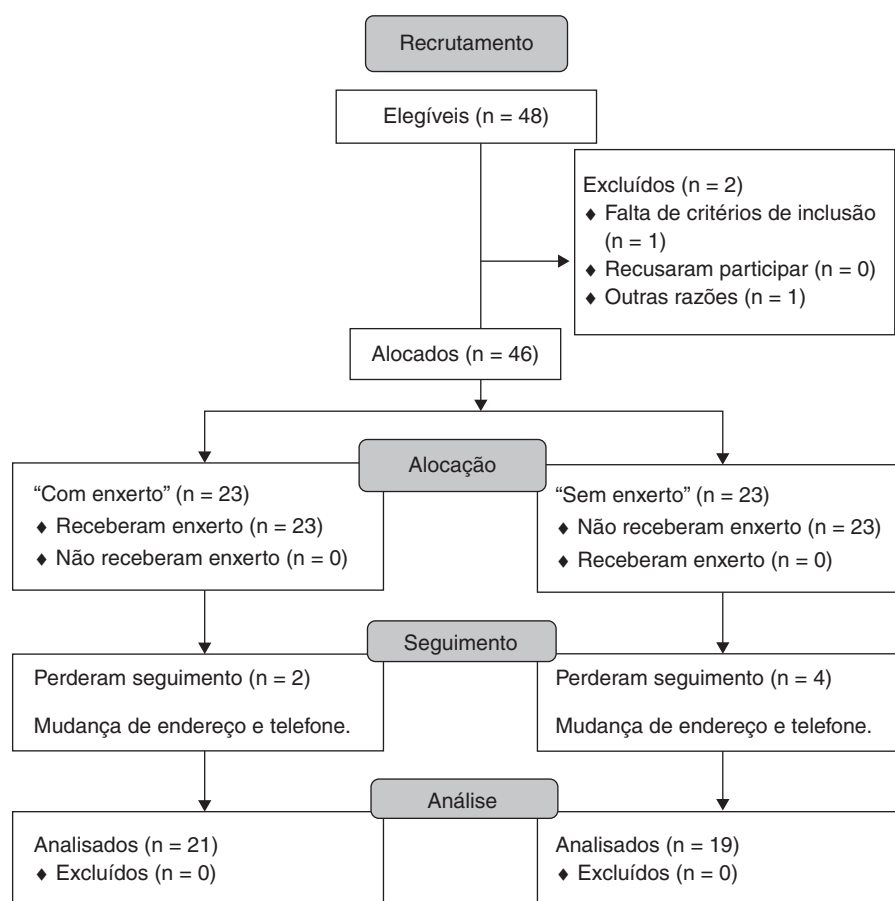 Recrutamento
Elegíveis (n = 48)
Excluídos (n = 2)
♦ Falta de critérios de inclusão
(n = 1)
♦ Recusaram participar (n = 0)
♦ Outras razões (n = 1)
Alocados (n = 46)
Alocação
“Com enxerto” (n = 23)
♦ Receberam enxerto (n = 23)
♦ Não receberam enxerto (n = 0)
“Sem enxerto” (n = 23)
♦ Não receberam enxerto (n = 23)
♦ Receberam enxerto (n = 0)
Seguimento
Perderam seguimento (n = 2)
Mudança de endereço e telefone.
Perderam seguimento (n = 4)
Mudança de endereço e telefone.
Análise
Analisados (n = 21)
♦ Excluídos (n = 0)
Analisados (n = 19)
♦ Excluídos (n = 0)